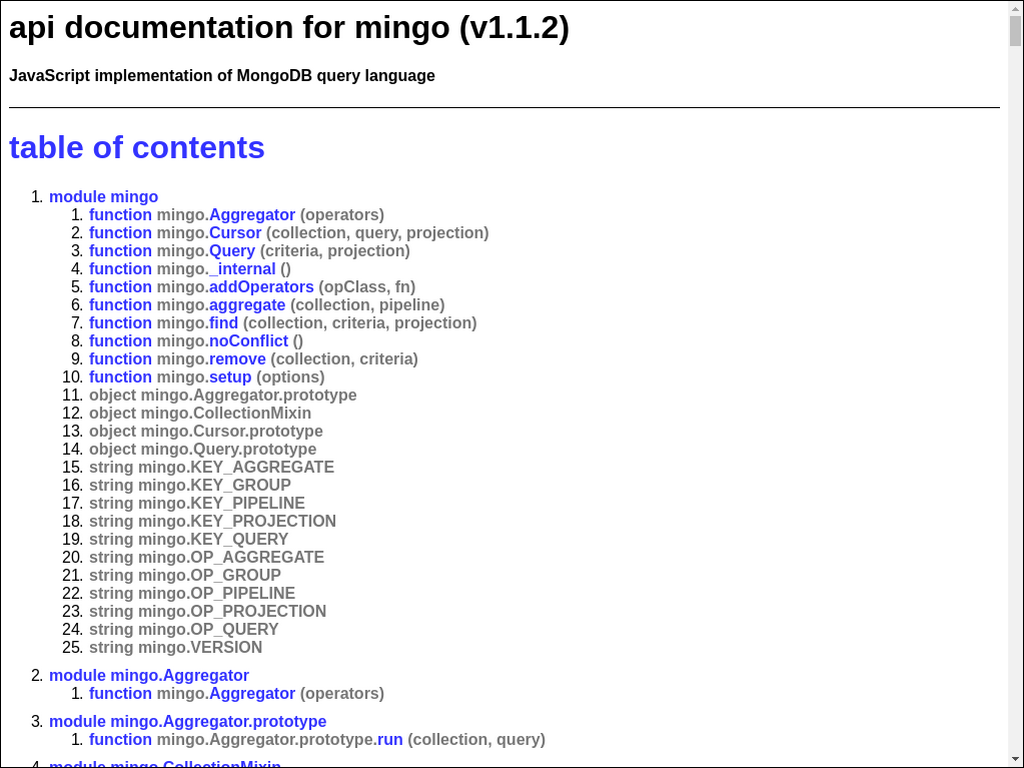 api documentation for mingo (v1.1.2)
JavaScript implementation of MongoDB query language
table of contents
1. module mingo
1. function mingo.Aggregator (operators)
2. function mingo.Cursor (collection, query, projection)
3. function mingo.Query (criteria, projection)
4. function mingo._internal ()
5. function mingo.addOperators (opClass, fn)
6. function mingo.aggregate (collection, pipeline)
7. function mingo.find (collection, criteria, projection)
8. function mingo.noConflict ()
9. function mingo.remove (collection, criteria)
10. function mingo.setup (options)
11. object mingo.Aggregator.prototype
12. object mingo.CollectionMixin
13. object mingo.Cursor.prototype
14. object mingo.Query.prototype
15. string mingo.KEY_AGGREGATE
16. string mingo.KEY_GROUP
17. string mingo.KEY_PIPELINE
18. string mingo.KEY_PROJECTION
19. string mingo.KEY_QUERY
20. string mingo.OP_AGGREGATE
21. string mingo.OP_GROUP
22. string mingo.OP_PIPELINE
23. string mingo.OP_PROJECTION
24. string mingo.OP_QUERY
25. string mingo.VERSION
2. module mingo.Aggregator
1. function mingo.Aggregator (operators)
3. module mingo.Aggregator.prototype
1. function mingo.Aggregator.prototype.run (collection, query)
4. module mingo.CollectionMixin